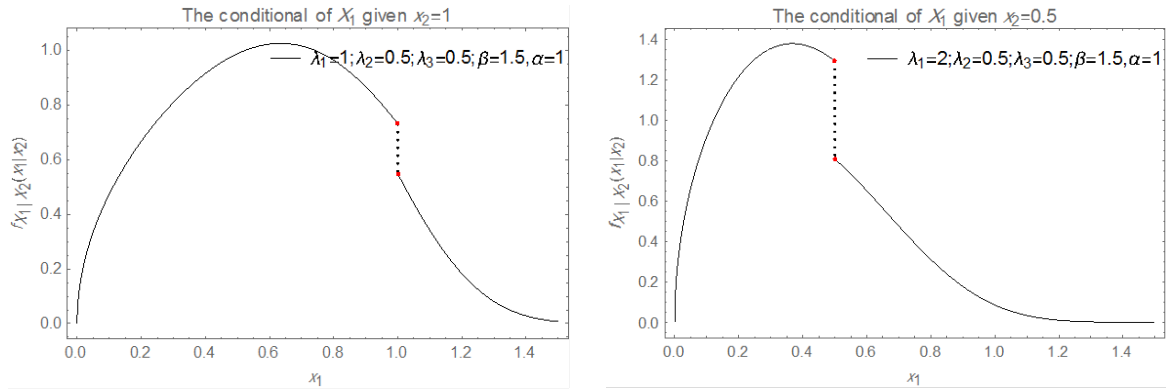 The conditional of X₁ given x₂=1
λ₁=1;λ₂=0.5;λ₃=0.5;β=1.5,α=1
f_{X₁|X₂}(x₁|x₂)
1.0
0.8
0.6
0.4
0.2
0.0
0.0 0.2 0.4 0.6 0.8 1.0 1.2 1.4
x₁
The conditional of X₁ given x₂=0.5
λ₁=2;λ₂=0.5;λ₃=0.5;β=1.5,α=1
f_{X₁|X₂}(x₁|x₂)
1.4
1.2
1.0
0.8
0.6
0.4
0.2
0.0
0.0 0.2 0.4 0.6 0.8 1.0 1.2 1.4
x₁